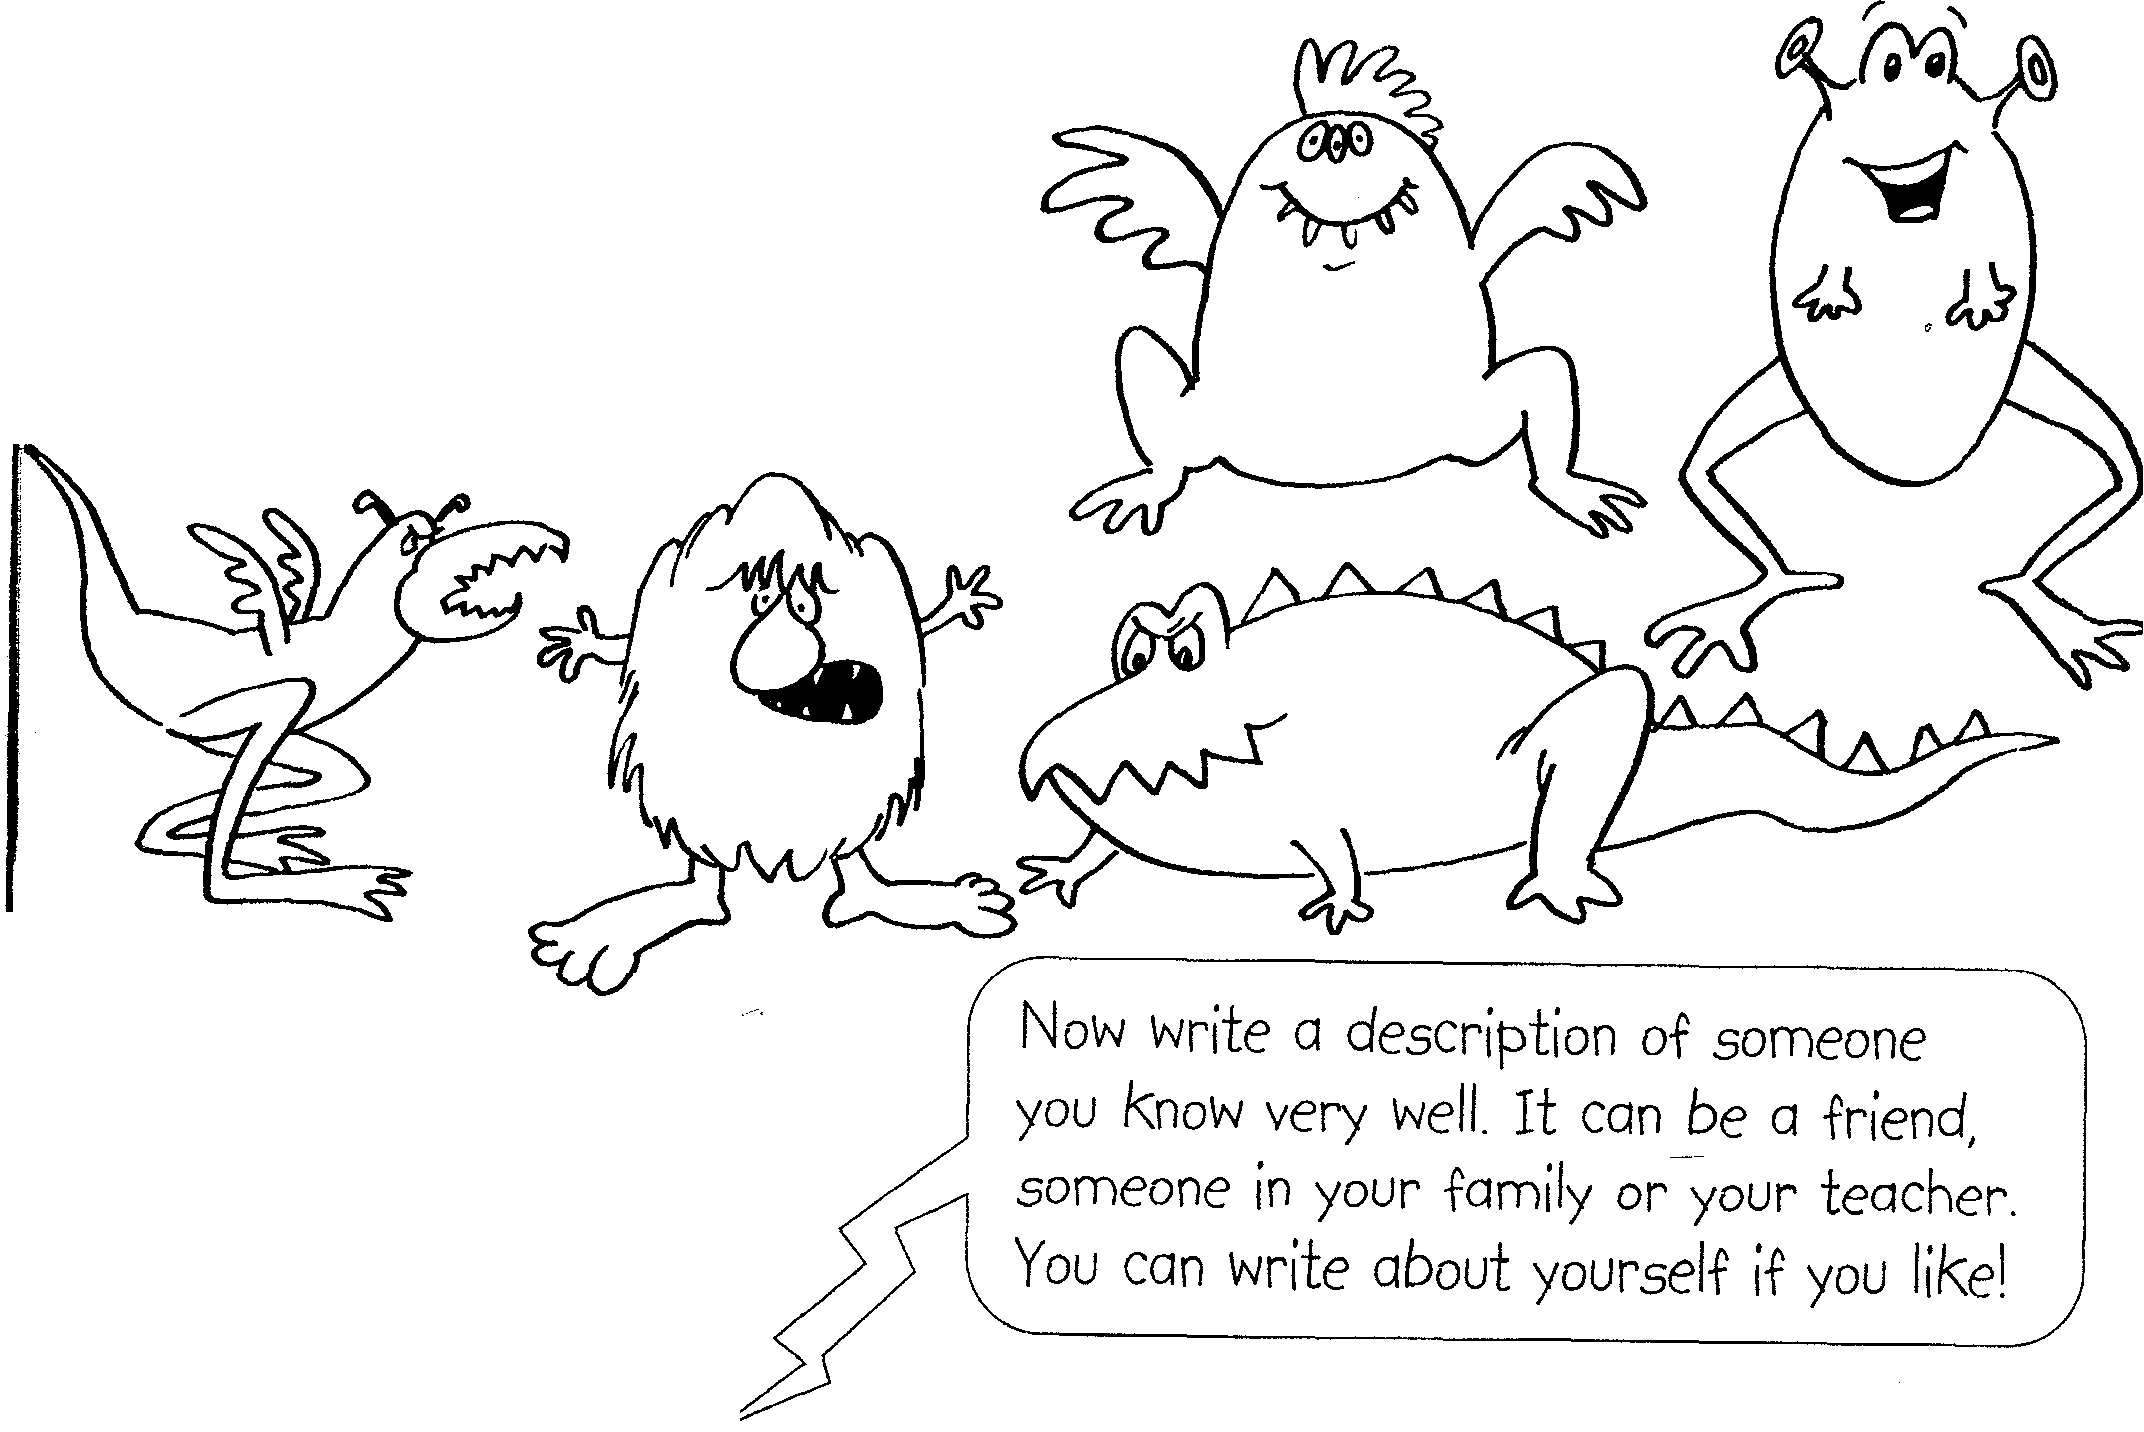 Now write a description of someone
you know very well. It can be a friend,
someone in your family or your teacher.
You can write about yourself if you like!